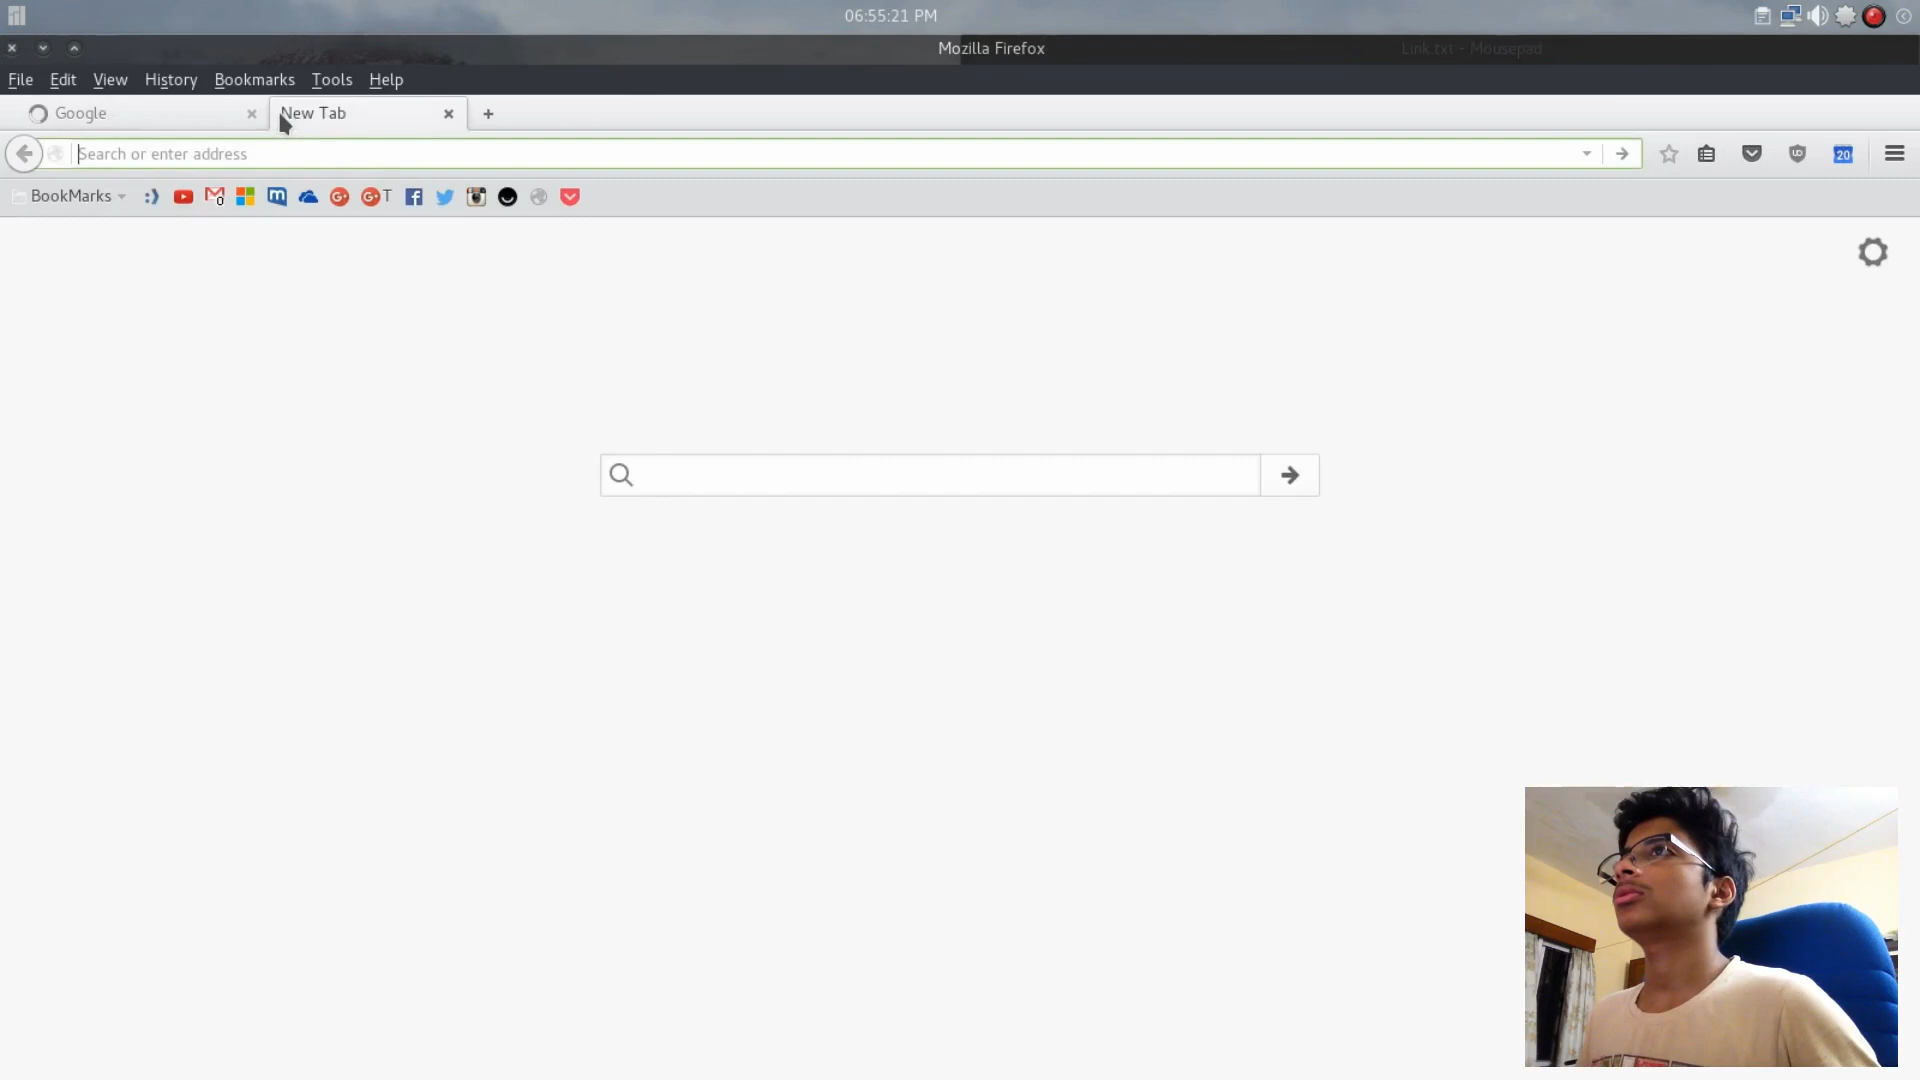 06:55:21 PM
Mozilla Firefox
Link.txt - Mousepad
File Edit View History Bookmarks Tools Help
Google
New Tab
Search or enter address
20
BookMarks
:)
0
T